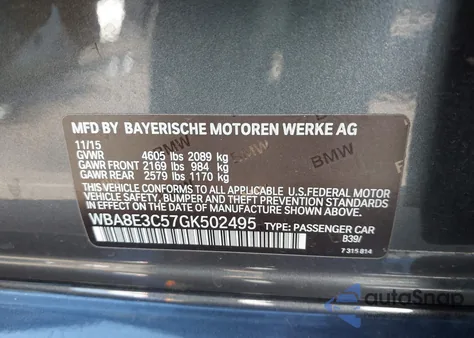 MFD BY BAYERISCHE MOTOREN WERKE AG
11/15
GVWR 4605 lbs 2089 kg
GAWR FRONT 2169 lbs 984 kg
GAWR REAR 2579 lbs 1170 kg
THIS VEHICLE CONFORMS TO ALL APPLICABLE U.S.FEDERAL MOTOR
VEHICLE SAFETY, BUMPER AND THEFT PREVENTION STANDARDS
IN EFFECT ON THE DATE OF MANUFACTURE SHOWN ABOVE.
WBA8E3C57GK502495 TYPE: PASSENGER CAR
B39/
7 315 814
BMW
BMW
autoSnap